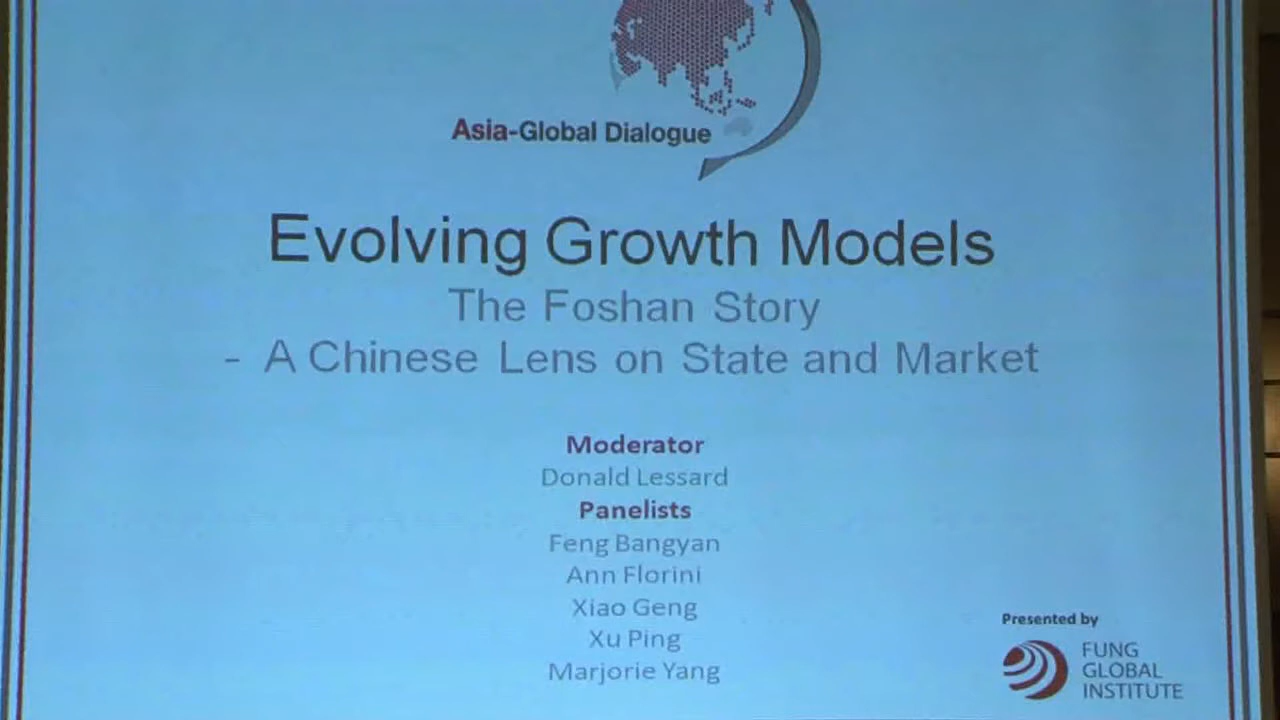 Asia-Global Dialogue
Evolving Growth Models
The Foshan Story
- A Chinese Lens on State and Market
Moderator
Donald Lessard
Panelists
Feng Bangyan
Ann Florini
Xiao Geng
Xu Ping
Marjorie Yang
Presented by
FUNG
GLOBAL
INSTITUTE